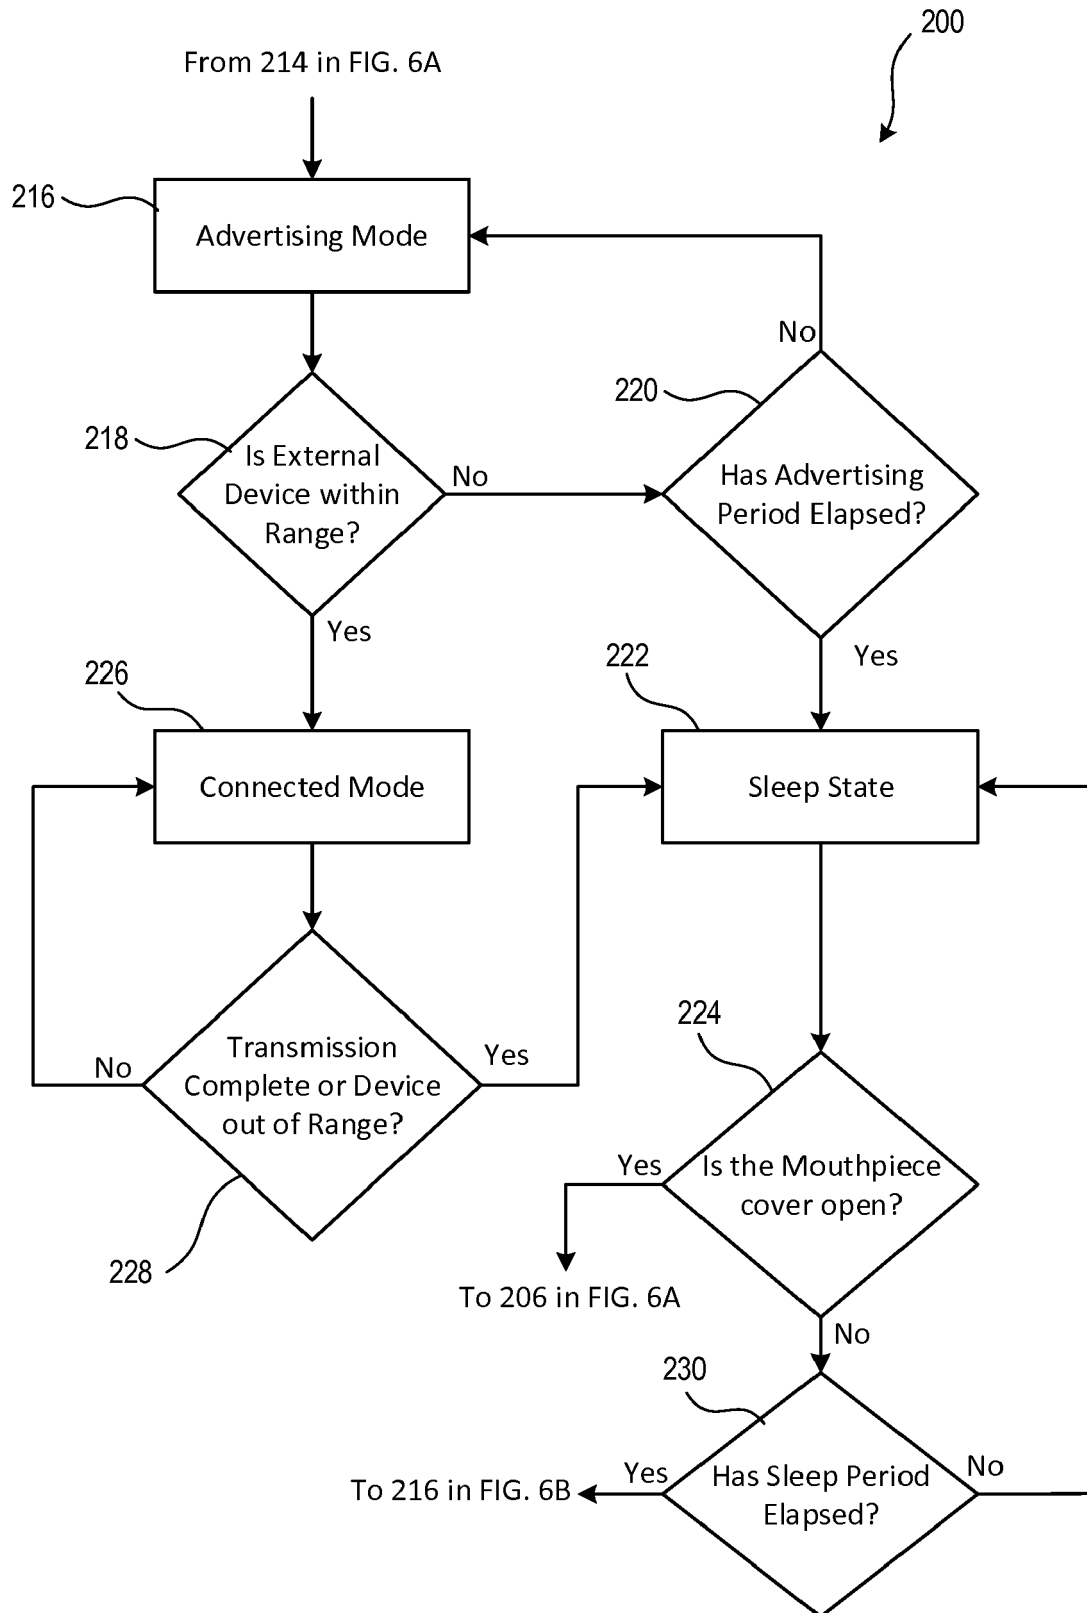 200
From 214 in FIG. 6A
216
Advertising Mode
No
220
218
Is External
Device within
Range?
No
Has Advertising
Period Elapsed?
Yes
Yes
226
222
Connected Mode
Sleep State
224
No
Transmission
Complete or Device
out of Range?
Yes
Yes
Is the Mouthpiece
cover open?
228
To 206 in FIG. 6A
No
230
To 216 in FIG. 6B
Yes
Has Sleep Period
Elapsed?
No